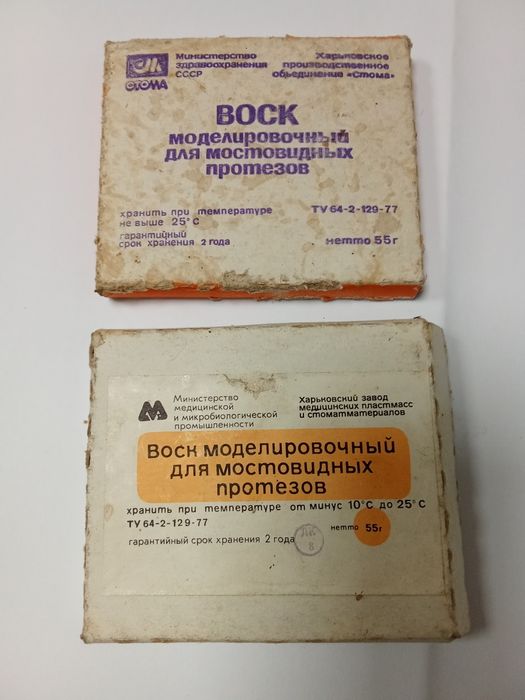 Министерство
здравоохранения
СССР
Харьковское
производственное
объединение «Стома»
СТОМА
ВОСК
моделировочный
для мостовидных
протезов
хранить при температуре
не выше 25°C
ТУ 64-2-129-77
гарантийный
срок хранения 2 года
нетто 55г
Министерство
медицинской
и микробиологической
промышленности
Харьковский завод
медицинских пластмасс
и стоматматериалов
Воск моделировочный
для мостовидных
протезов
хранить при температуре от минус 10°C до 25°C
ТУ 64-2-129-77
нетто 55г
гарантийный срок хранения 2 года